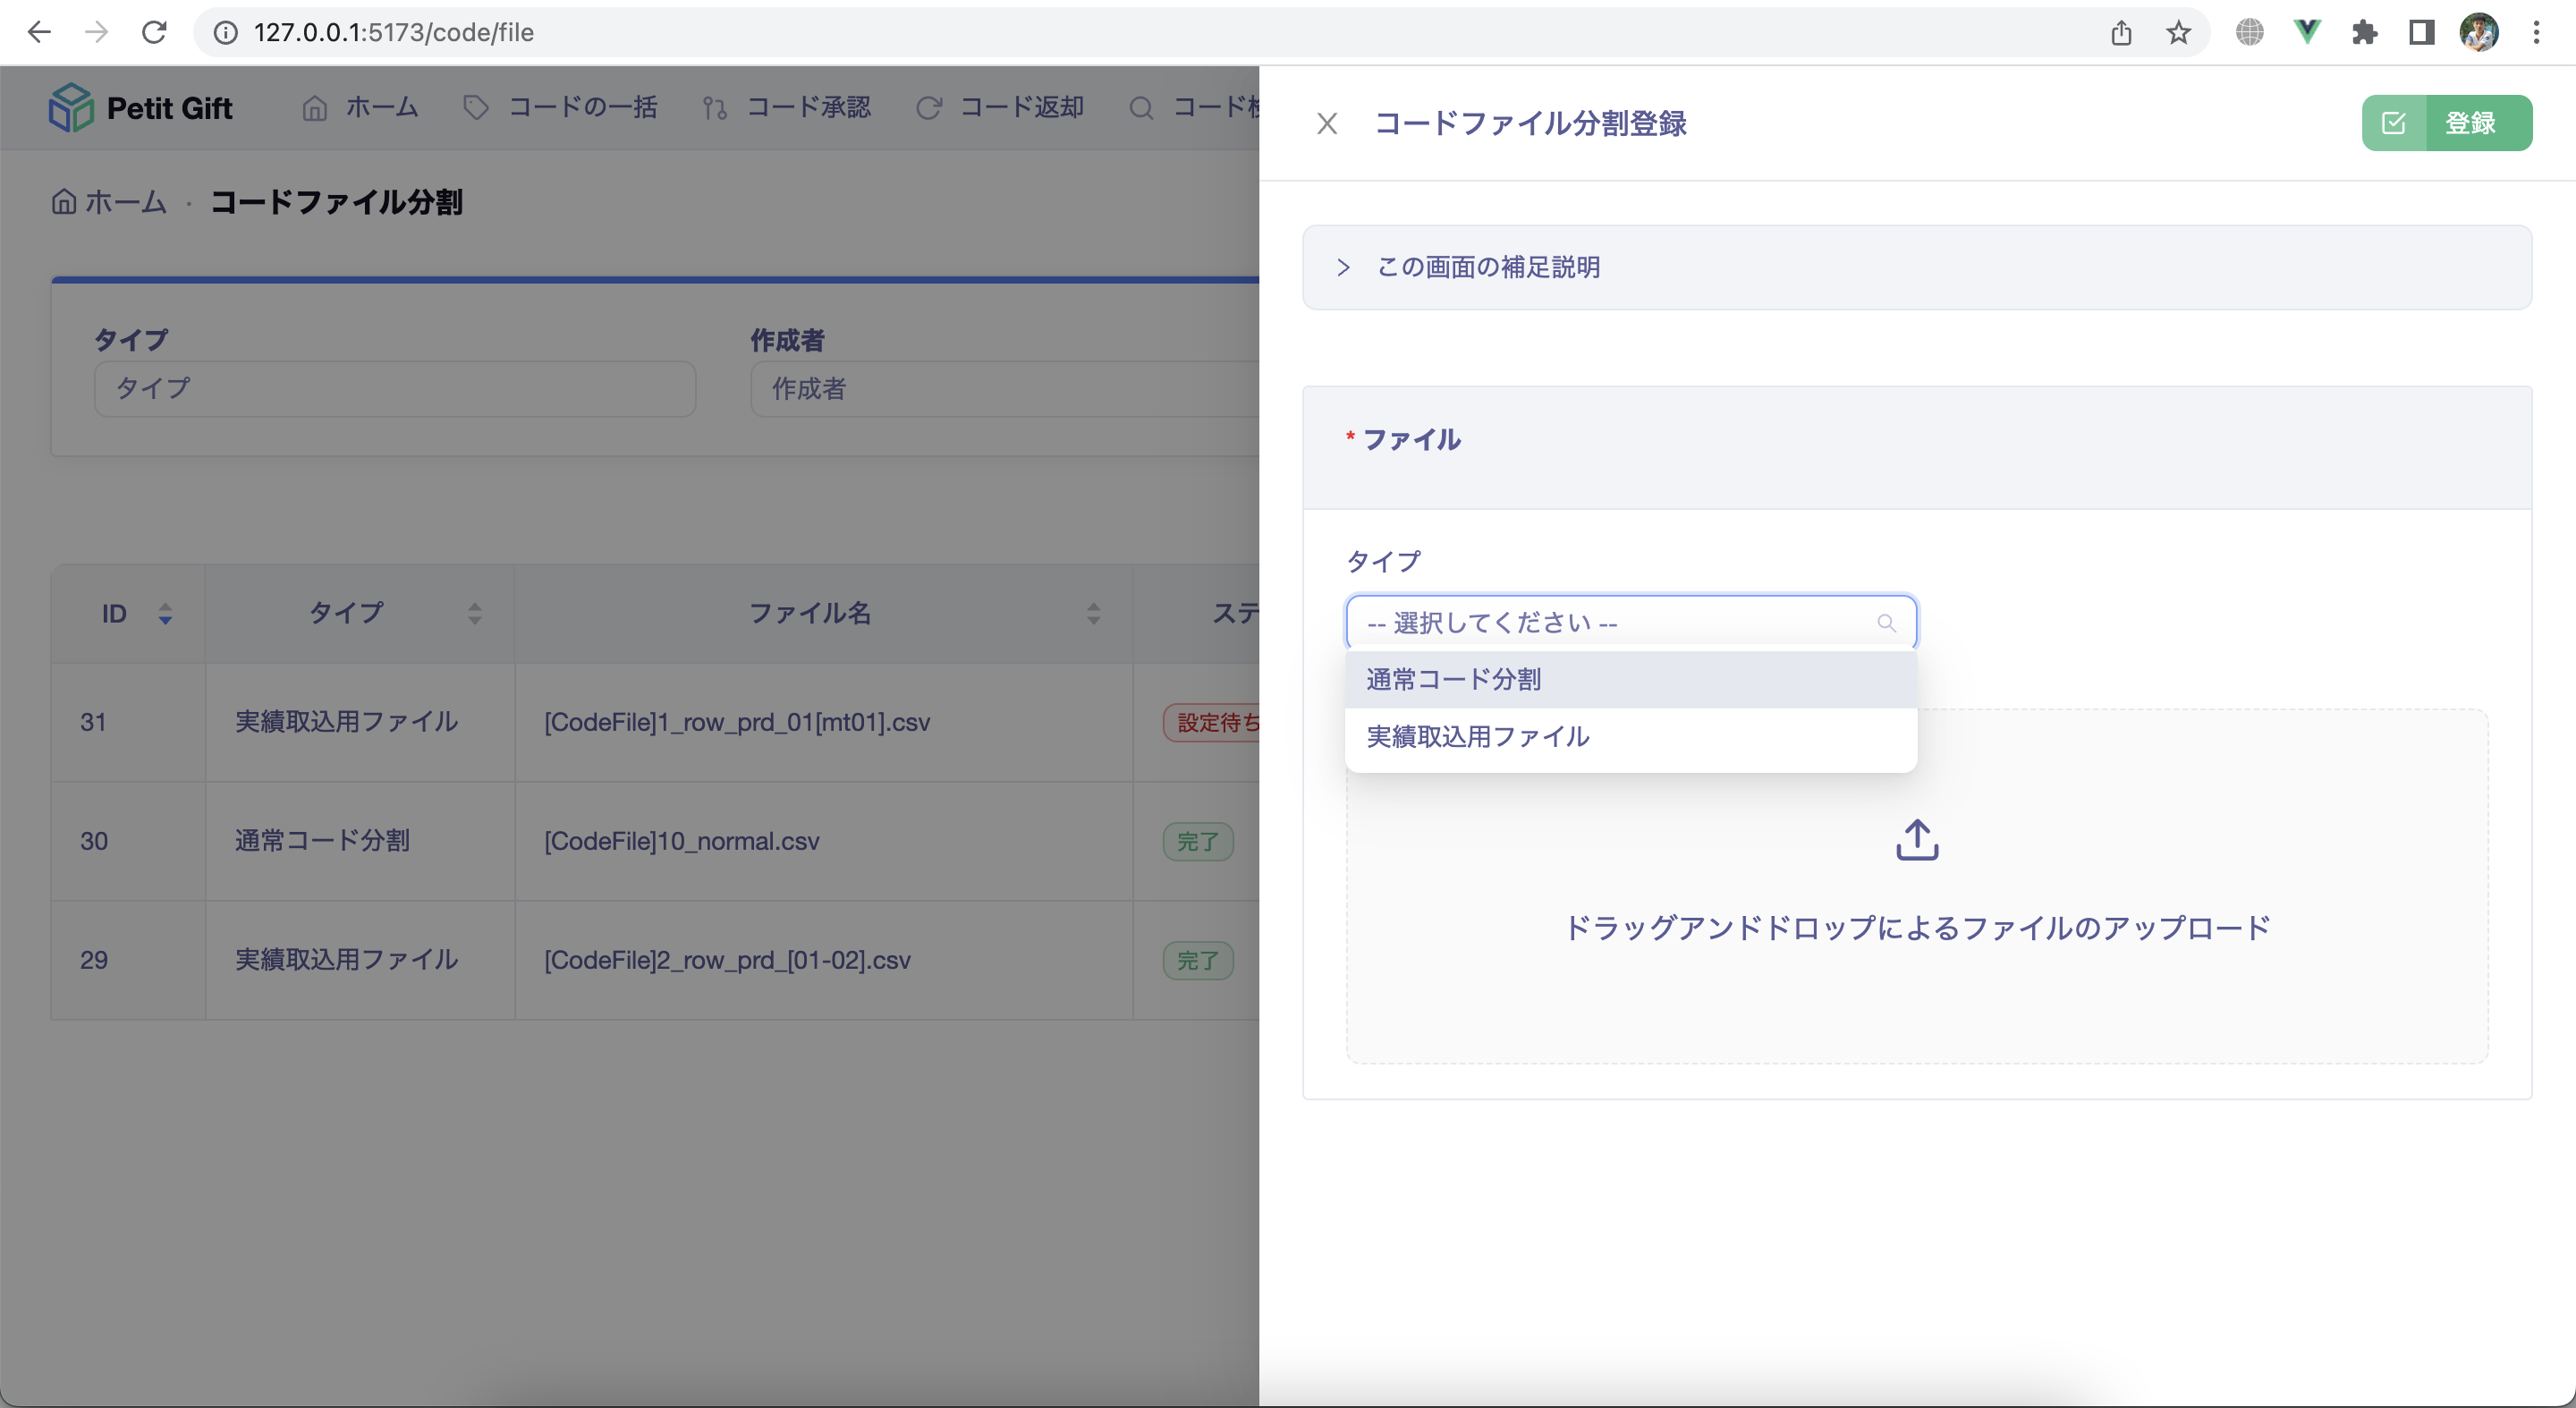 127.0.0.1:5173/code/file
Petit Gift
ホーム
コードの一括
コード承認
コード返却
コード検
ホーム · コードファイル分割
タイプ
タイプ
作成者
作成者
ID
タイプ
ファイル名
ステ
31
実績取込用ファイル
[CodeFile]1_row_prd_01[mt01].csv
設定待ち
30
通常コード分割
[CodeFile]10_normal.csv
完了
29
実績取込用ファイル
[CodeFile]2_row_prd_[01-02].csv
完了
コードファイル分割登録
登録
この画面の補足説明
* ファイル
タイプ
-- 選択してください --
通常コード分割
実績取込用ファイル
ドラッグアンドドロップによるファイルのアップロード